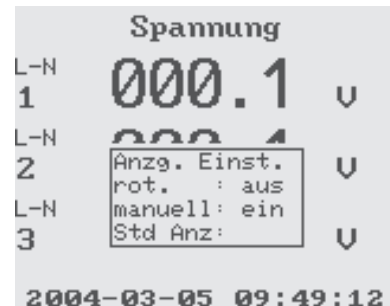 Spannung
L-N
1 000.1 V
L-N
2 V
Anzg. Einst.
rot. : aus
manuell: ein
Std Anz:
L-N
3 V
2004-03-05 09:49:12